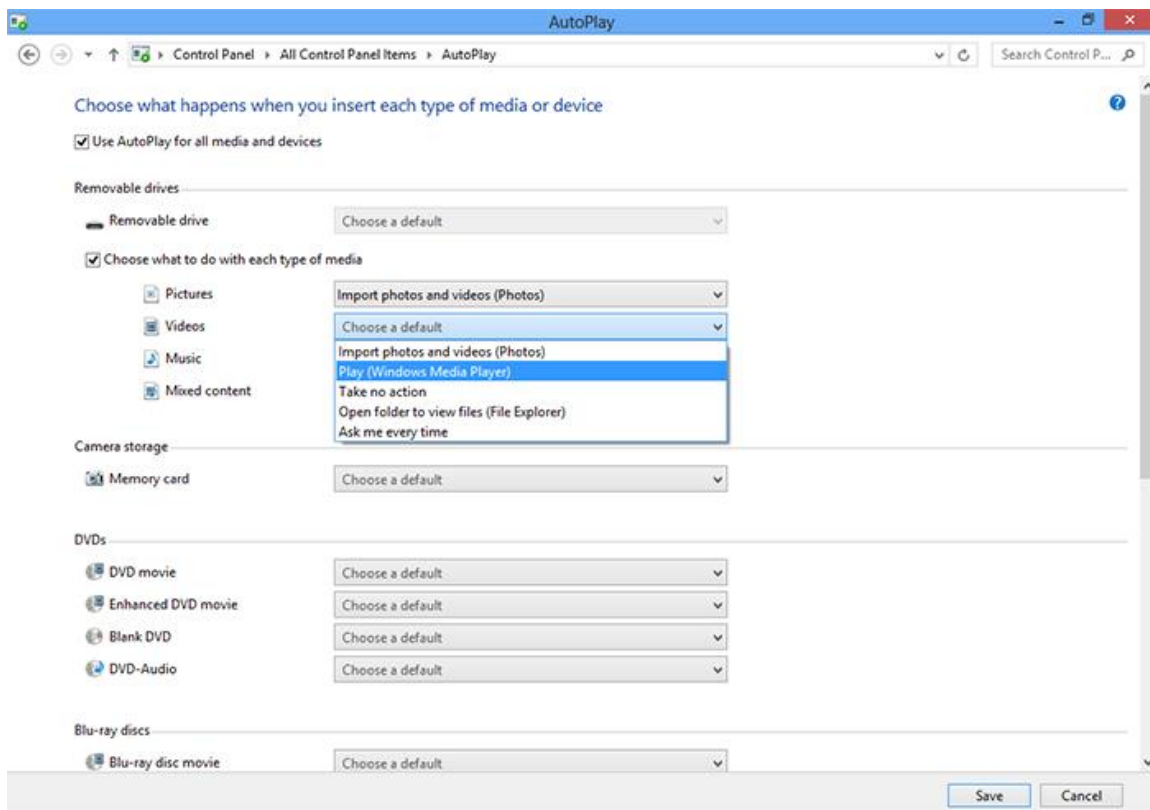 AutoPlay
Control Panel › All Control Panel Items › AutoPlay Search Control P...
Choose what happens when you insert each type of media or device
Use AutoPlay for all media and devices
Removable drives
Removable drive Choose a default
Choose what to do with each type of media
Pictures Import photos and videos (Photos)
Videos Choose a default
Import photos and videos (Photos)
Music
Play (Windows Media Player)
Mixed content
Take no action
Open folder to view files (File Explorer)
Ask me every time
Camera storage
Memory card Choose a default
DVDs
DVD movie Choose a default
Enhanced DVD movie Choose a default
Blank DVD Choose a default
DVD-Audio Choose a default
Blu-ray discs
Blu-ray disc movie Choose a default
Save Cancel